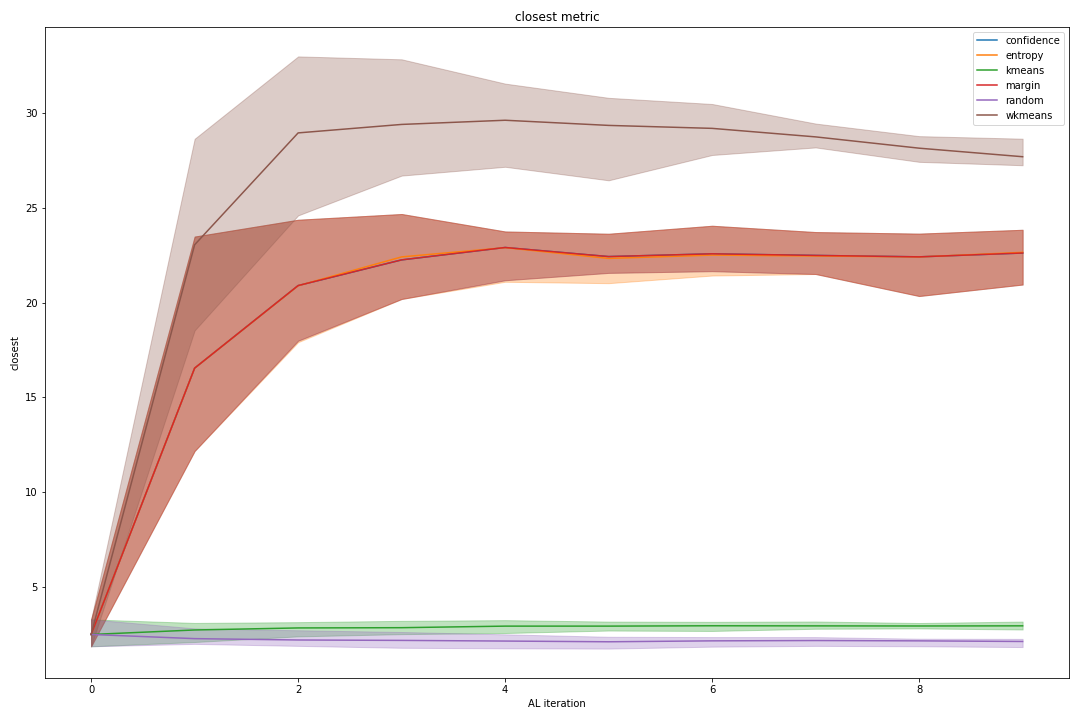 closest metric
confidence
entropy
kmeans
margin
random
wkmeans
closest
30
25
20
15
10
5
0 2 4 6 8
AL iteration